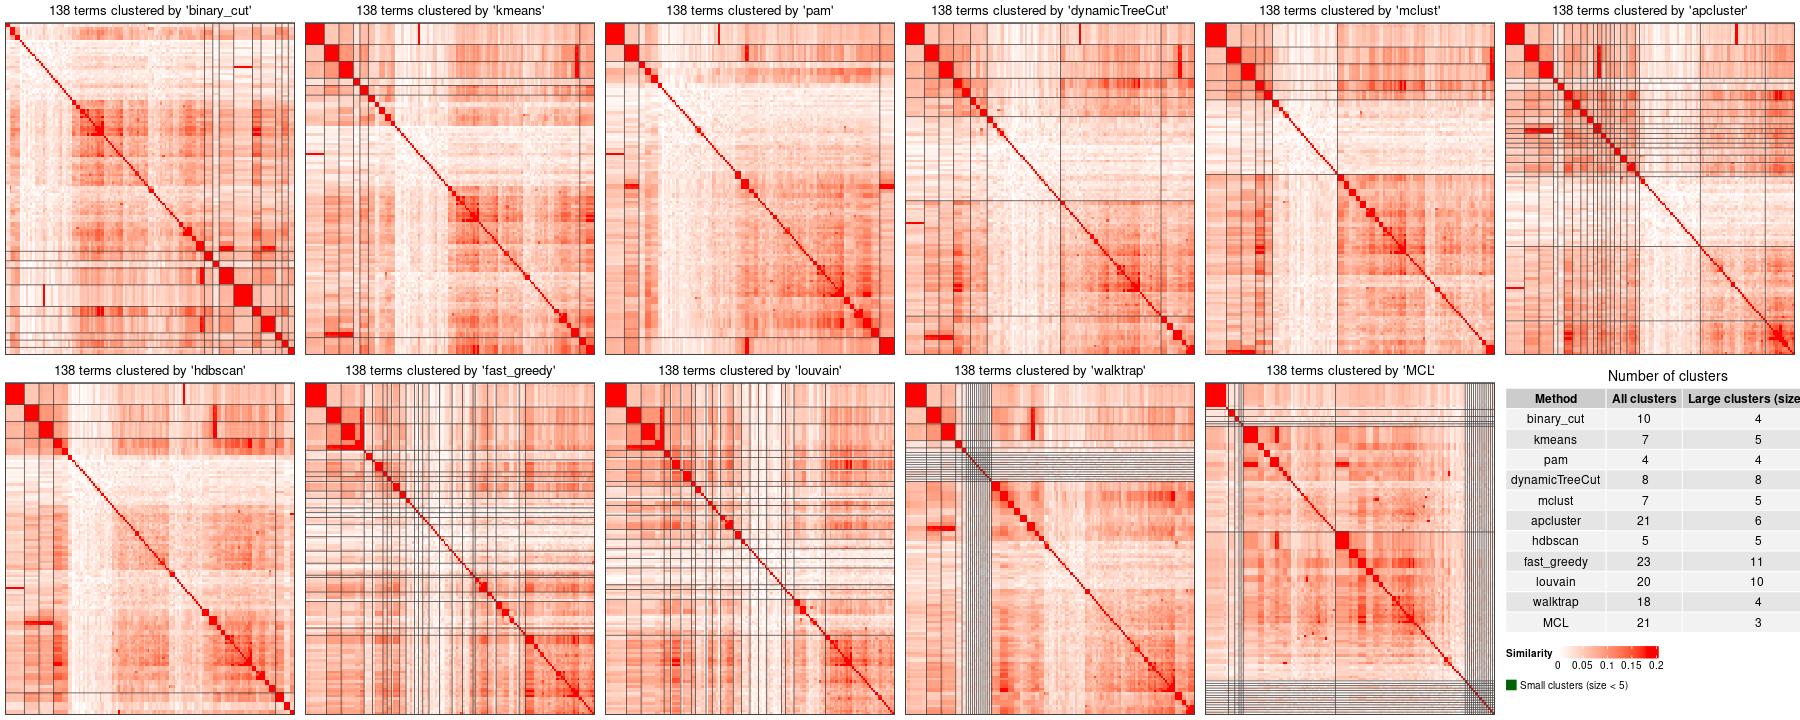 138 terms clustered by 'binary_cut'
138 terms clustered by 'kmeans'
138 terms clustered by 'pam'
138 terms clustered by 'dynamicTreeCut'
138 terms clustered by 'mclust'
138 terms clustered by 'apcluster'
138 terms clustered by 'hdbscan'
138 terms clustered by 'fast_greedy'
138 terms clustered by 'louvain'
138 terms clustered by 'walktrap'
138 terms clustered by 'MCL'
Number of clusters
Method All clusters Large clusters (size
binary_cut 10 4
kmeans 7 5
pam 4 4
dynamicTreeCut 8 8
mclust 7 5
apcluster 21 6
hdbscan 5 5
fast_greedy 23 11
louvain 20 10
walktrap 18 4
MCL 21 3
Similarity
0 0.05 0.1 0.15 0.2
Small clusters (size < 5)